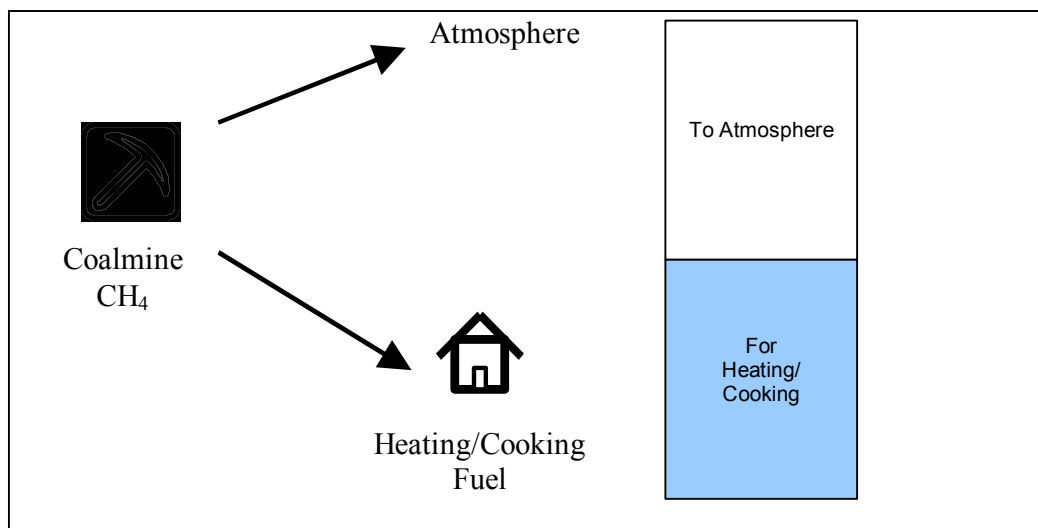 Atmosphere
To Atmosphere
Coalmine
CH₄
For
Heating/
Cooking
Heating/Cooking
Fuel